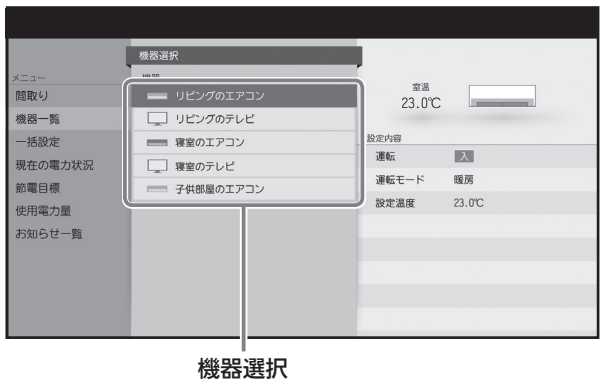 機器選択
メニュー
間取り
機器一覧
一括設定
現在の電力状況
節電目標
使用電力量
お知らせ一覧
機器
リビングのエアコン
リビングのテレビ
寝室のエアコン
寝室のテレビ
子供部屋のエアコン
室温
23.0℃
設定内容
運転 入
運転モード 暖房
設定温度 23.0℃
機器選択